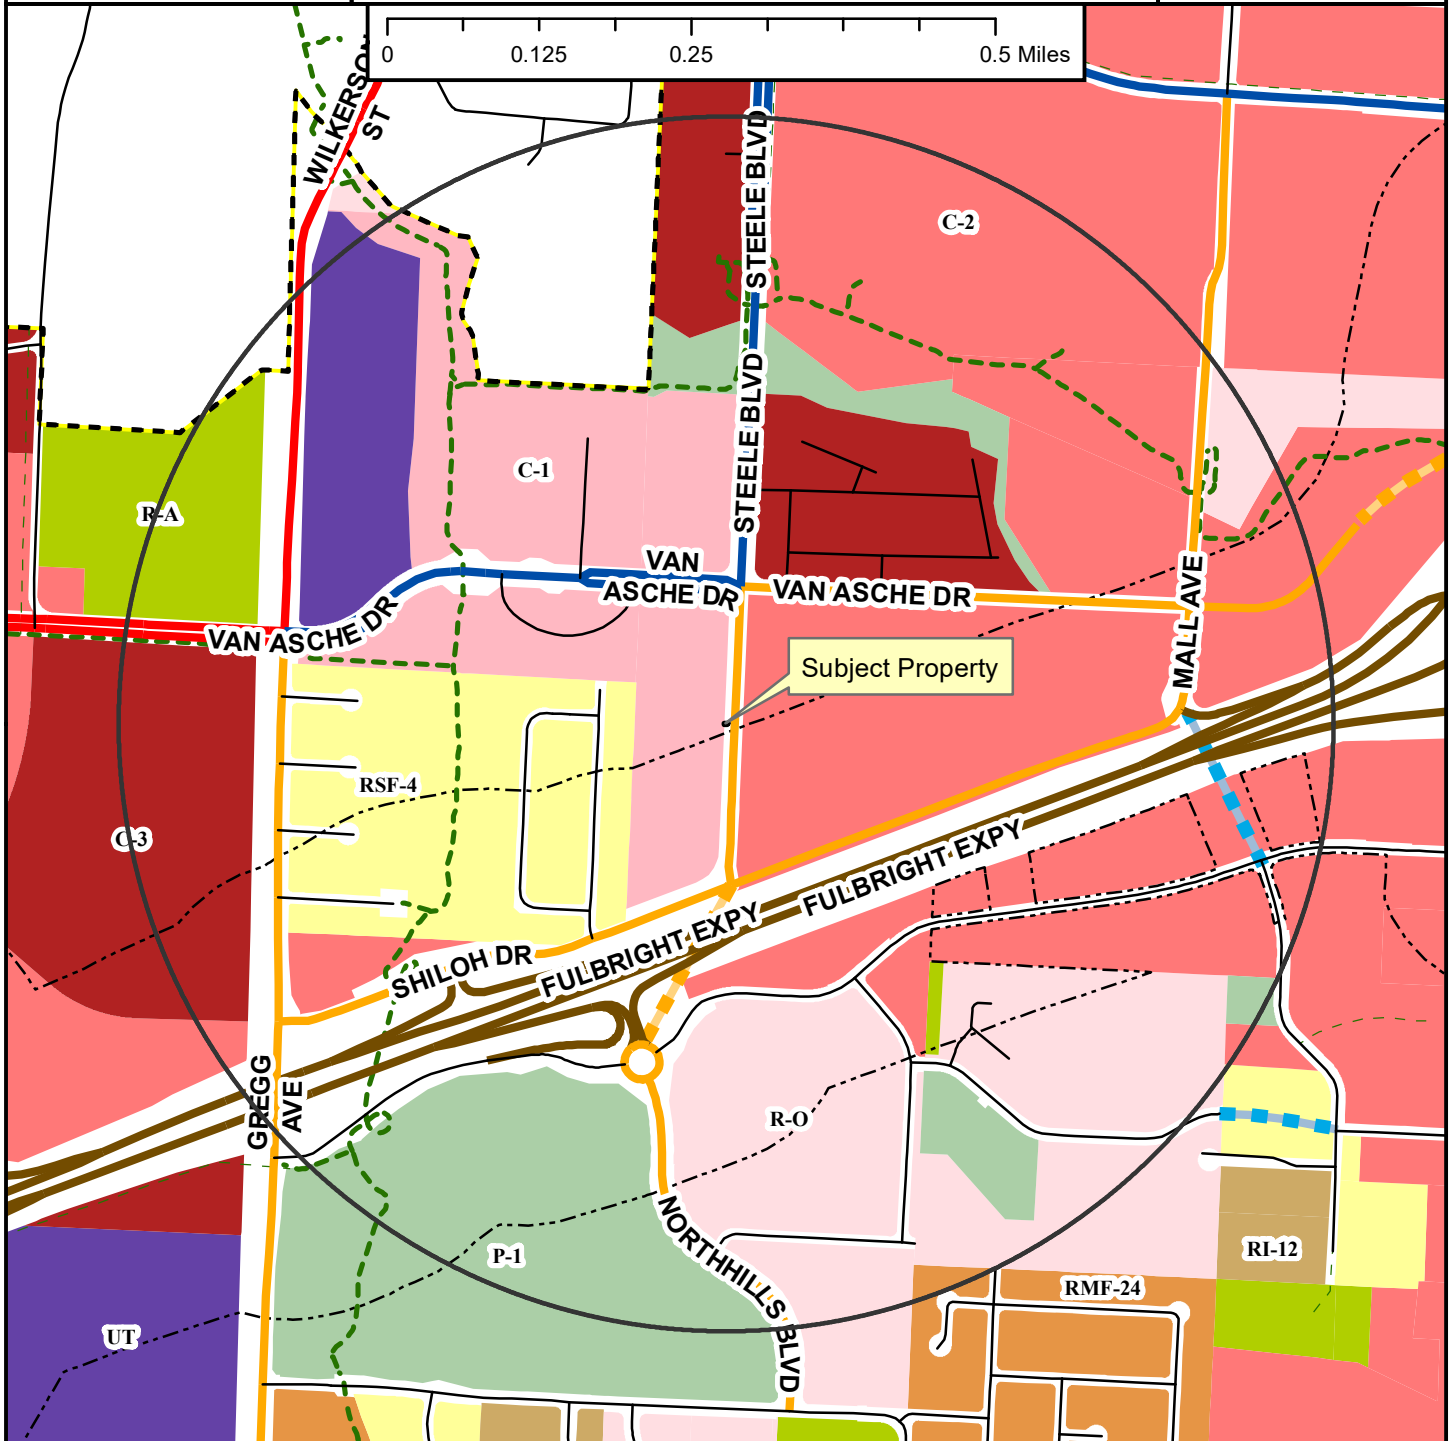 0 0.125 0.25 0.5 Miles
WILKERSON
ST
STEELE BLVD
C-2
STEELE BLVD
C-1
R-A
VAN
ASCHE DR
VAN ASCHE DR
VAN ASCHE DR
MALL AVE
Subject Property
RSF-4
C-3
FULBRIGHT EXPY
SHILOH DR
FULBRIGHT EXPY
GREGG
AVE
R-O
NORTHHILLS BLVD
P-1
RI-12
RMF-24
UT